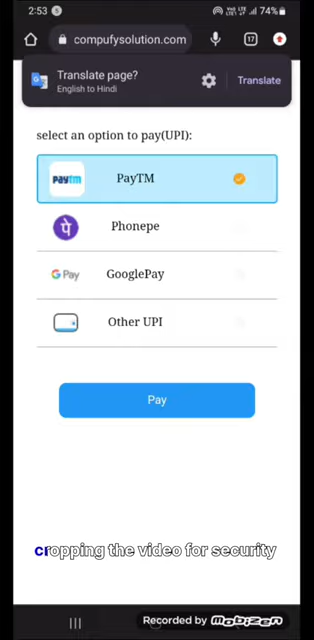 2:53 74%
compufysolution.com 17
Translate page?
English to Hindi
Translate
select an option to pay(UPI):
paytm PayTM
पे Phonepe
G Pay GooglePay
Other UPI
Pay
cropping the video for security
Recorded by MOBIZEN